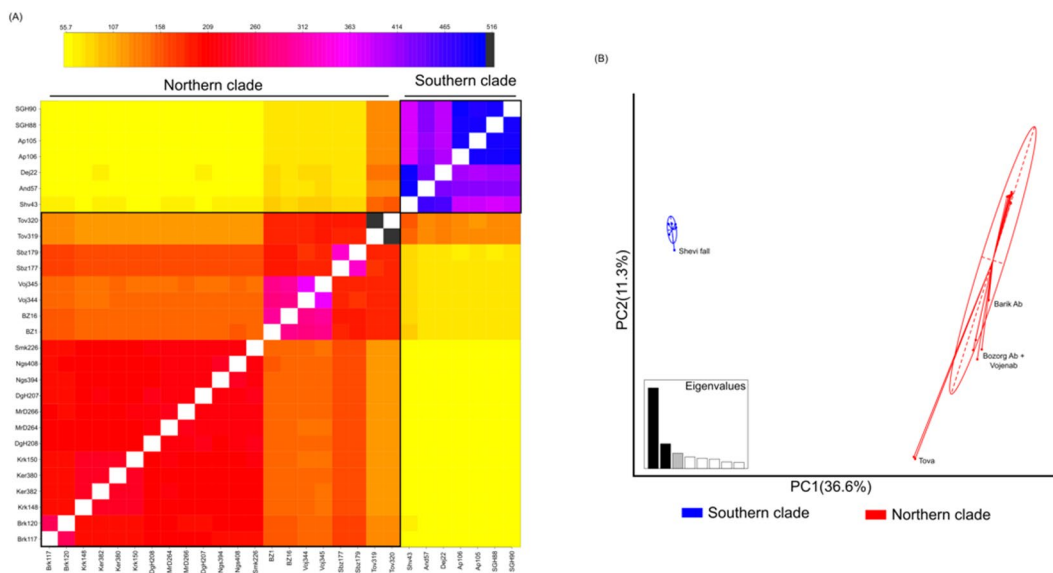 (A)
55.7 107 158 209 260 312 363 414 465 516
Northern clade Southern clade
SGH90
SGH88
Ap105
Ap106
Dej22
And57
Shv43
Tov320
Tov319
Sbz179
Sbz177
Voj345
Voj344
BZ16
BZ1
Smk226
Ngs408
Ngs394
DgH207
MrD266
MrD264
DgH208
Krk150
Ker380
Ker382
Krk148
Brk120
Brk117
Brk117 Brk120 Krk148 Ker382 Ker380 Krk150 DgH208 MrD264 MrD266 DgH207 Ngs394 Ngs408 Smk226 BZ1 BZ16 Voj344 Voj345 Sbz177 Sbz179 Tov319 Tov320 Shv43 And57 Dej22 Ap106 Ap105 SGH88 SGH90
(B)
PC2(11.3%)
Shevi fall
Barik Ab
Bozorg Ab +
Vojenab
Eigenvalues
Tova
PC1(36.6%)
Southern clade Northern clade